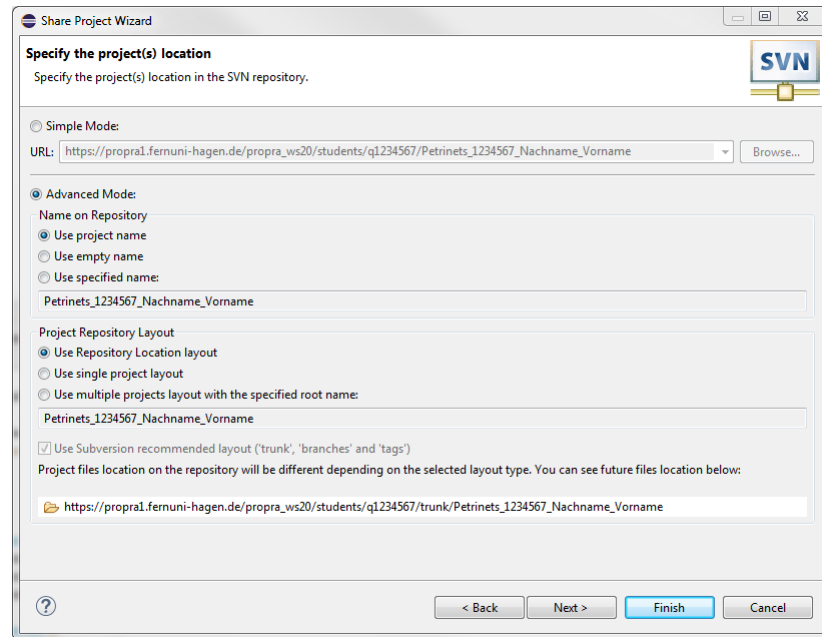 Share Project Wizard
Specify the project(s) location
Specify the project(s) location in the SVN repository.
SVN
Simple Mode:
URL: https://propra1.fernuni-hagen.de/propra_ws20/students/q1234567/Petrinets_1234567_Nachname_Vorname Browse...
Advanced Mode:
Name on Repository
Use project name
Use empty name
Use specified name:
Petrinets_1234567_Nachname_Vorname
Project Repository Layout
Use Repository Location layout
Use single project layout
Use multiple projects layout with the specified root name:
Petrinets_1234567_Nachname_Vorname
Use Subversion recommended layout ('trunk', 'branches' and 'tags')
Project files location on the repository will be different depending on the selected layout type. You can see future files location below:
https://propra1.fernuni-hagen.de/propra_ws20/students/q1234567/trunk/Petrinets_1234567_Nachname_Vorname
? < Back Next > Finish Cancel